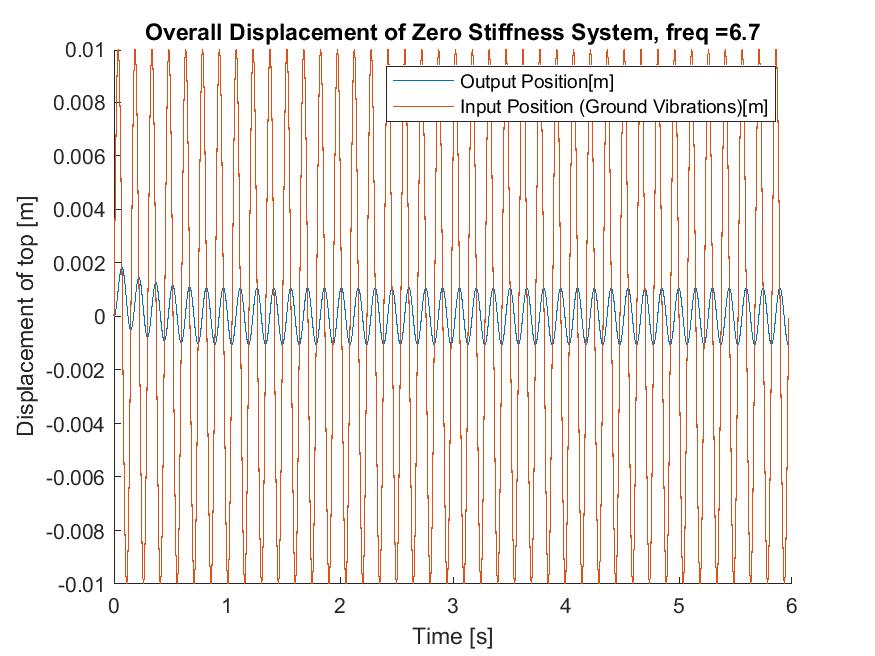 Overall Displacement of Zero Stiffness System, freq =6.7
0.01
0.008
0.006
0.004
0.002
0
-0.002
-0.004
-0.006
-0.008
-0.01
Displacement of top [m]
Output Position[m]
Input Position (Ground Vibrations)[m]
0 1 2 3 4 5 6
Time [s]